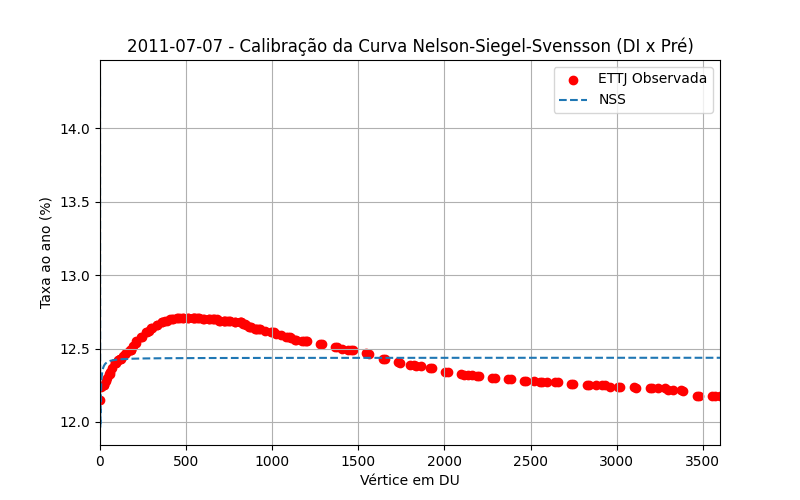 2011-07-07 - Calibração da Curva Nelson-Siegel-Svensson (DI x Pré)
ETTJ Observada
NSS
Taxa ao ano (%)
14.0
13.5
13.0
12.5
12.0
0 500 1000 1500 2000 2500 3000 3500
Vértice em DU